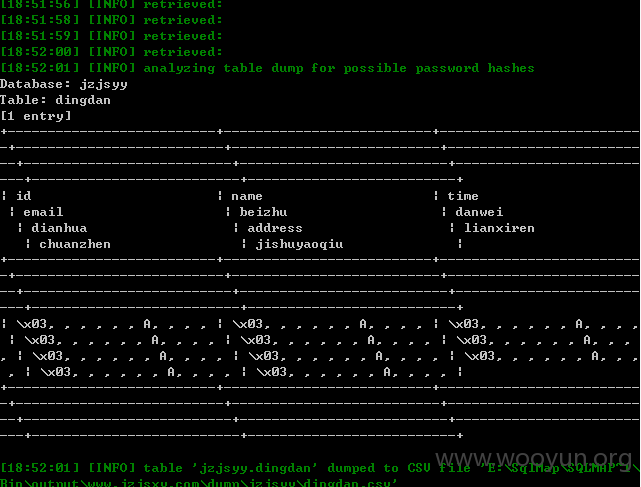 [18:51:56] [INFO] retrieved:
[18:51:58] [INFO] retrieved:
[18:51:59] [INFO] retrieved:
[18:52:00] [INFO] retrieved:
[18:52:01] [INFO] analyzing table dump for possible password hashes
Database: jzjsyy
Table: dingdan
[1 entry]
+---------------------------+---------------------------+--------------------------
-+---------------------------+---------------------------+-------------------------
--+---------------------------+---------------------------+------------------------
---+---------------------------+---------------------------+
¦ id ¦ name ¦ time
¦ email ¦ beizhu ¦ danwei
¦ dianhua ¦ address ¦ lianxiren
¦ chuanzhen ¦ jishuyaoqiu ¦
+---------------------------+---------------------------+--------------------------
-+---------------------------+---------------------------+-------------------------
--+---------------------------+---------------------------+------------------------
---+---------------------------+---------------------------+
¦ \x03, , , , , , A, , , , ¦ \x03, , , , , , A, , , , ¦ \x03, , , , , , A, , , ,
¦ \x03, , , , , , A, , , , ¦ \x03, , , , , , A, , , , ¦ \x03, , , , , , A, , ,
, ¦ \x03, , , , , , A, , , , ¦ \x03, , , , , , A, , , , ¦ \x03, , , , , , A, , ,
, ¦ \x03, , , , , , A, , , , ¦ \x03, , , , , , A, , , , ¦
+---------------------------+---------------------------+--------------------------
-+---------------------------+---------------------------+-------------------------
--+---------------------------+---------------------------+------------------------
---+---------------------------+---------------------------+
www.wooyun.org
[18:52:01] [INFO] table 'jzjsyy.dingdan' dumped to CSV file 'E:\SqlMap\SQLMAP\
Bin\output\www.jzjsxy.com\dump\jzjsyy\dingdan.csv'